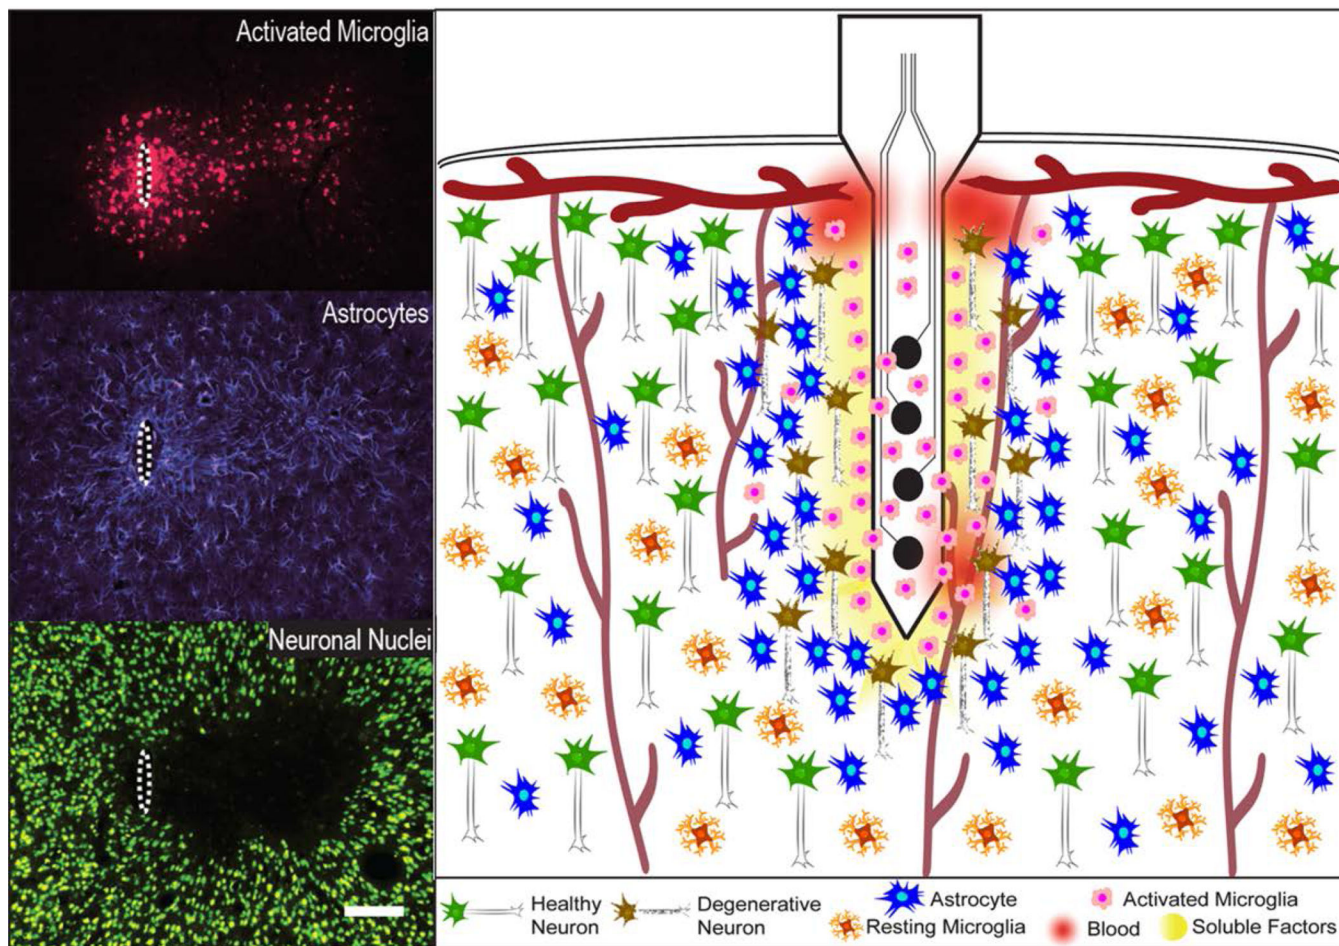 Activated Microglia
Astrocytes
Neuronal Nuclei
Healthy Neuron
Degenerative Neuron
Astrocyte
Resting Microglia
Activated Microglia
Blood
Soluble Factors